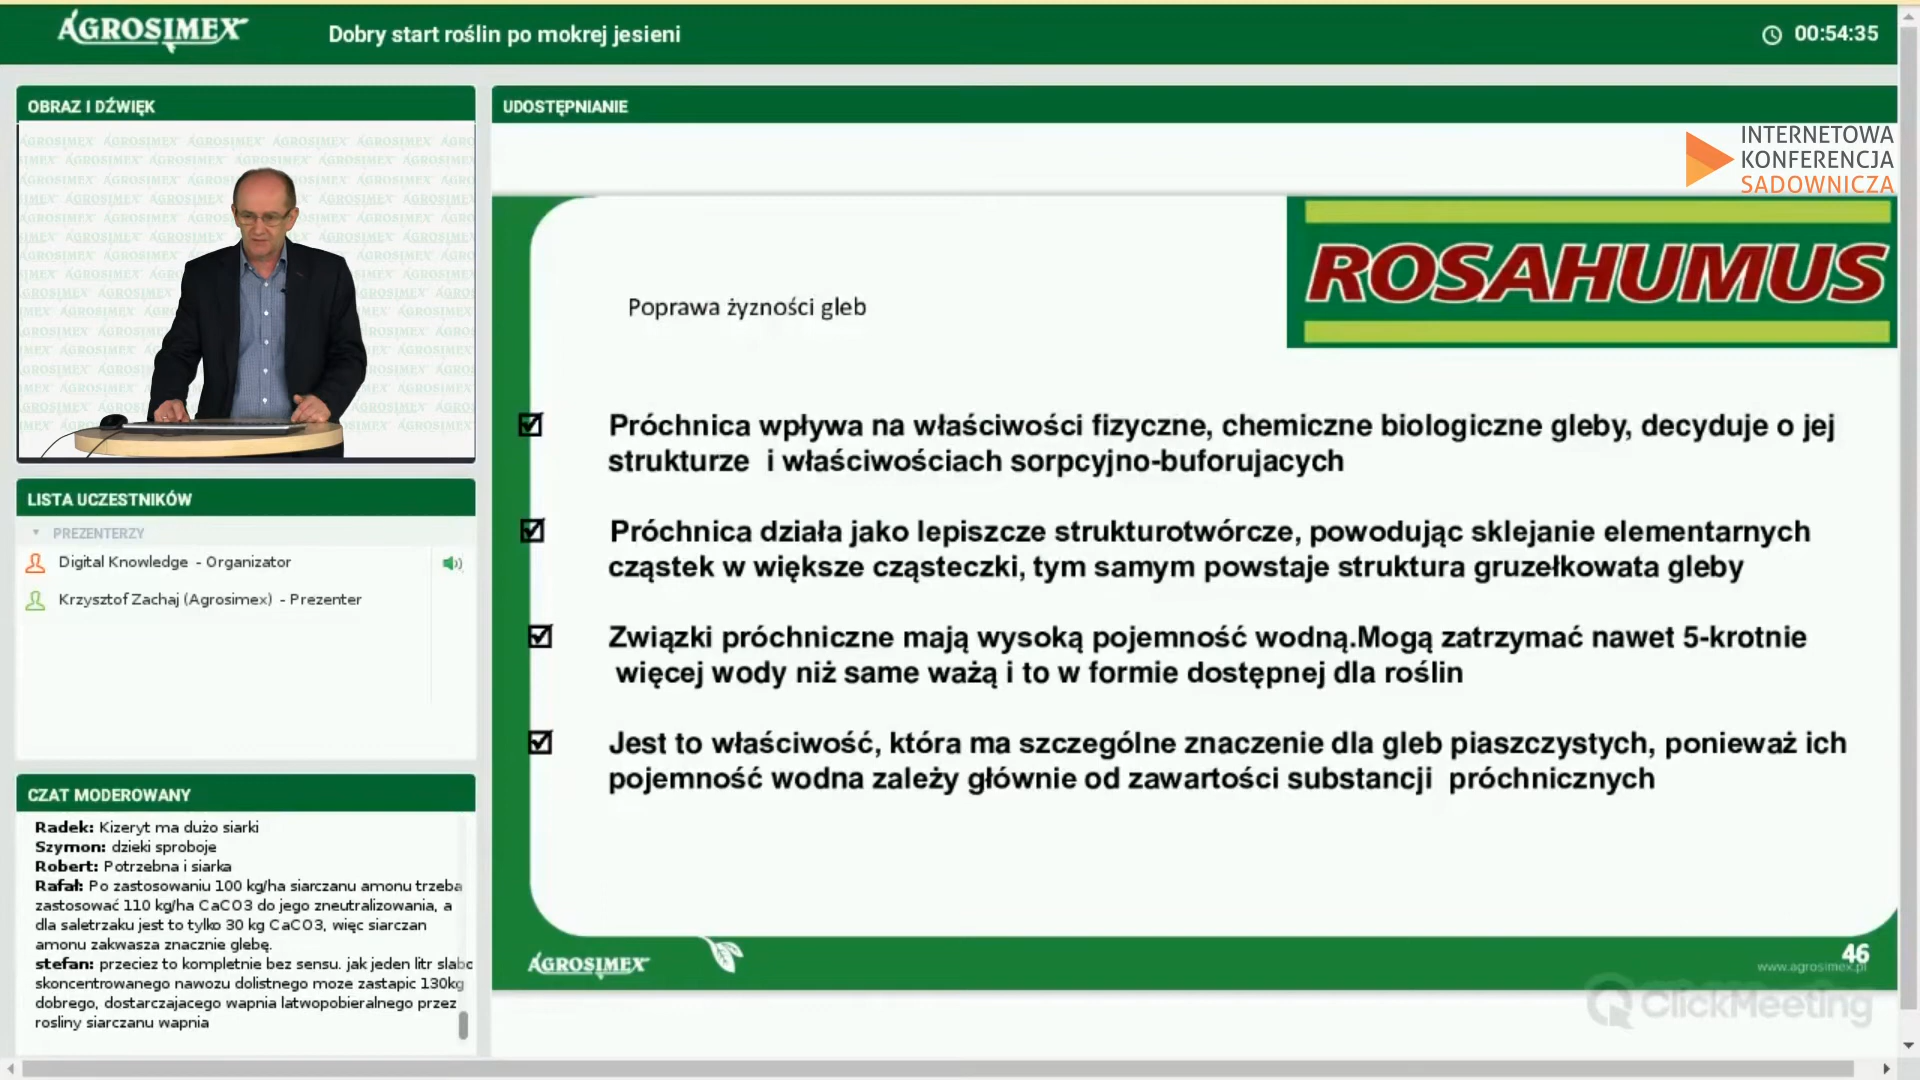 AGROSIMEX
Dobry start roślin po mokrej jesieni
00:54:35
OBRAZ I DŹWIĘK
UDOSTĘPNIANIE
INTERNETOWA
KONFERENCJA
SADOWNICZA
ROSAHUMUS
Poprawa żyzności gleb
Próchnica wpływa na właściwości fizyczne, chemiczne biologiczne gleby, decyduje o jej
strukturze i właściwościach sorpcyjno-buforujacych
Próchnica działa jako lepiszcze strukturotwórcze, powodując sklejanie elementarnych
cząstek w większe cząsteczki, tym samym powstaje struktura gruzełkowata gleby
Związki próchniczne mają wysoką pojemność wodną.Mogą zatrzymać nawet 5-krotnie
więcej wody niż same ważą i to w formie dostępnej dla roślin
Jest to właściwość, która ma szczególne znaczenie dla gleb piaszczystych, ponieważ ich
pojemność wodna zależy głównie od zawartości substancji próchnicznych
AGROSIMEX
46
www.agrosimex.pl
ClickMeeting
LISTA UCZESTNIKÓW
PREZENTERZY
Digital Knowledge - Organizator
Krzysztof Zachaj (Agrosimex) - Prezenter
CZAT MODEROWANY
Radek: Kizeryt ma dużo siarki
Szymon: dzieki sproboje
Robert: Potrzebna i siarka
Rafał: Po zastosowaniu 100 kg/ha siarczanu amonu trzeba
zastosować 110 kg/ha CaCO3 do jego zneutralizowania, a
dla saletrzaku jest to tylko 30 kg CaCO3, więc siarczan
amonu zakwasza znacznie glebę.
stefan: przeciez to kompletnie bez sensu. jak jeden litr slabo
skoncentrowanego nawozu dolistnego moze zastapic 130kg
dobrego, dostarczajacego wapnia latwopobieralnego przez
rosliny siarczanu wapnia